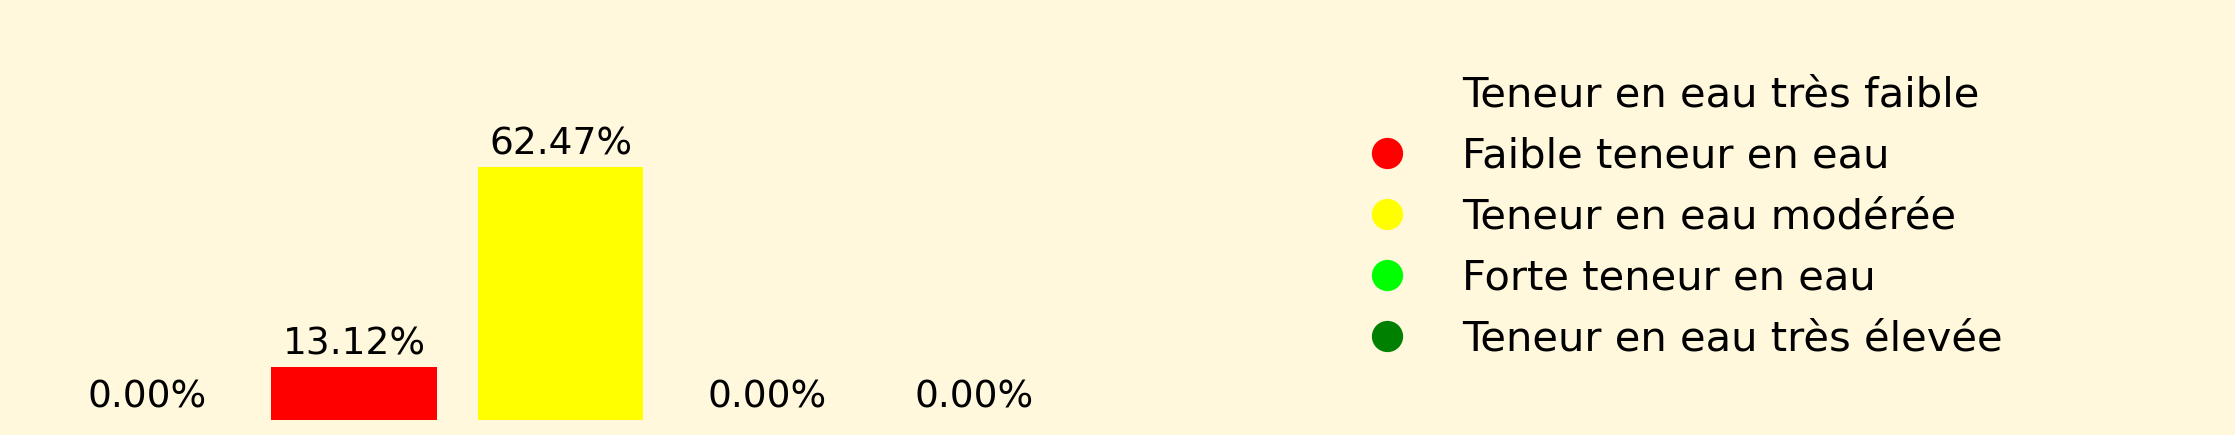 62.47%
13.12%
0.00%
0.00%
0.00%
Teneur en eau très faible
Faible teneur en eau
Teneur en eau modérée
Forte teneur en eau
Teneur en eau très élevée